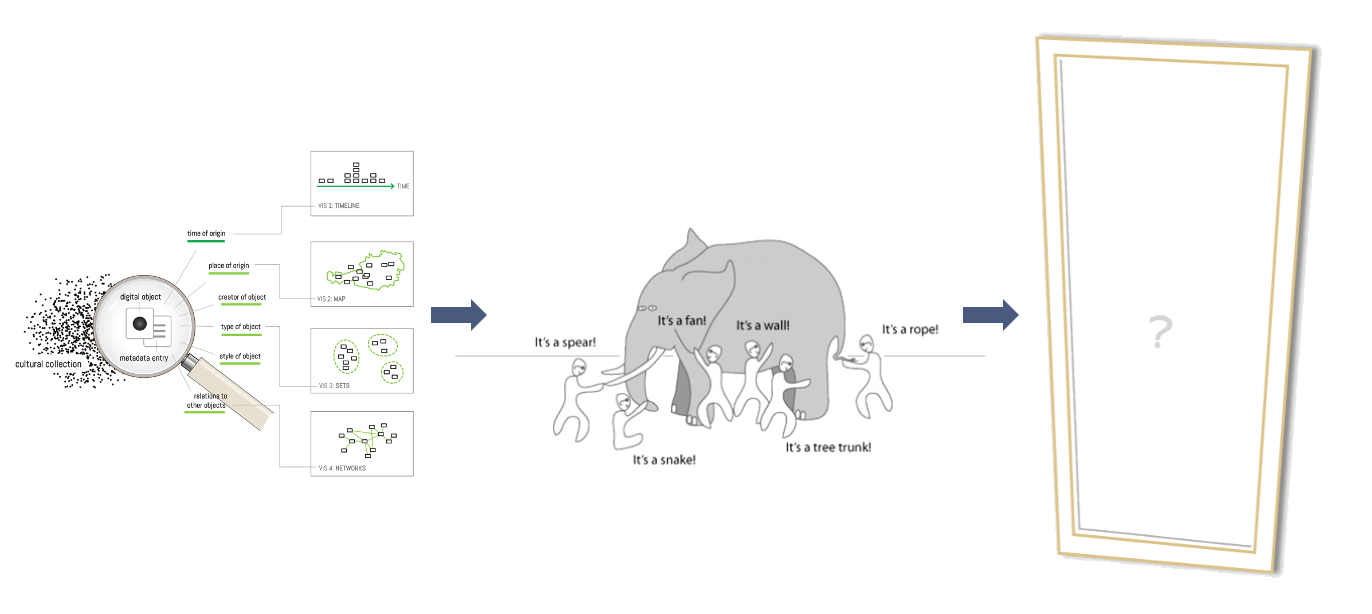 TIME
VIS 1: TIMELINE
time of origin
place of origin
digital object
creator of object
VIS 2: MAP
type of object
metadata entry
style of object
cultural collection
VIS 3: SETS
relations to
other objects
VIS 4: NETWORKS
It's a fan!
It's a wall!
It's a rope!
It's a spear!
It's a tree trunk!
It's a snake!
?